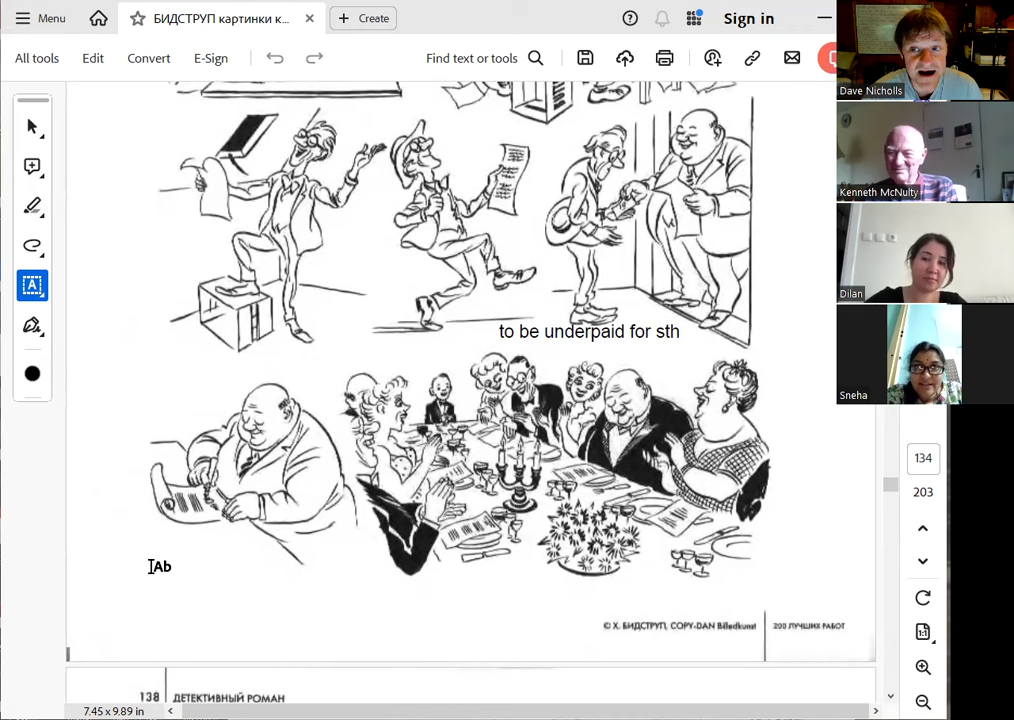 Menu
БИДСТРУП картинки к...
Create
Sign in
All tools
Edit
Convert
E-Sign
Find text or tools
Dave Nicholls
Kenneth McNulty
Dilan
Sneha
A
to be underpaid for sth
Ab
134
203
1:1
© Х. БИДСТРУП, COPY-DAN Billedkunst
200 ЛУЧШИХ РАБОТ
138 ДЕТЕКТИВНЫЙ РОМАН
7.45 x 9.89 in